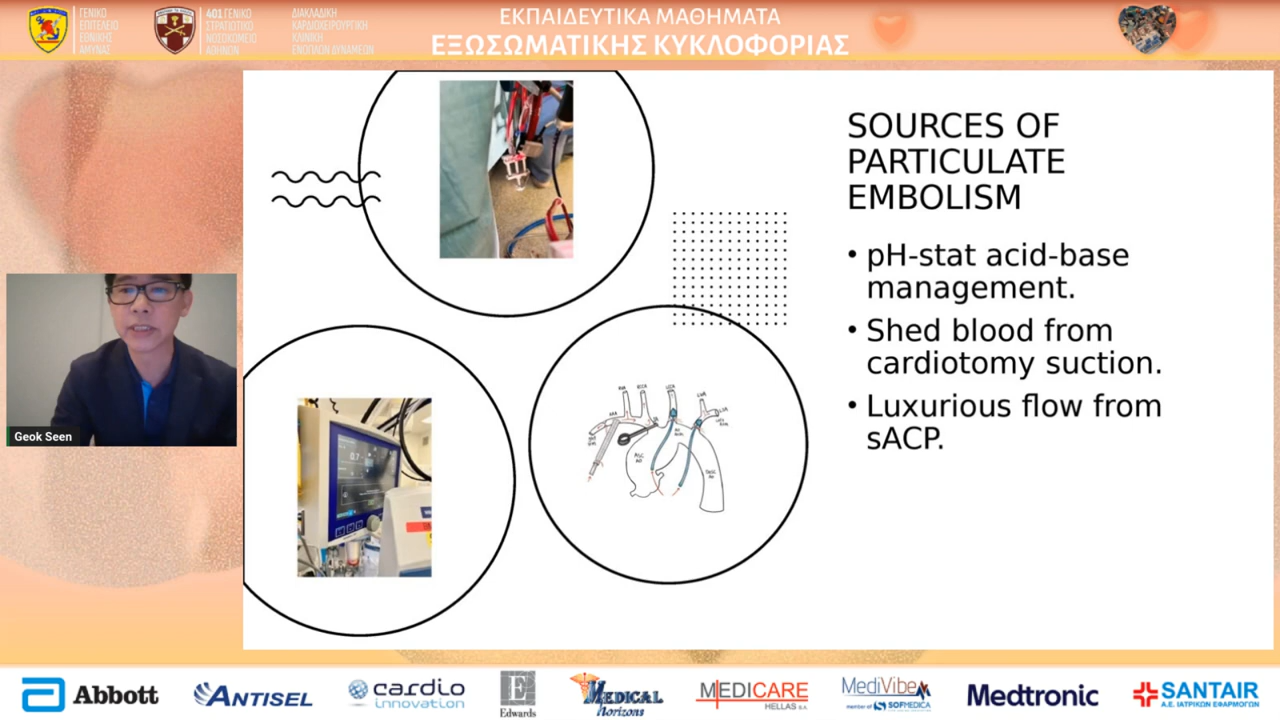 ΓΕΝΙΚΟ
ΕΠΙΤΕΛΕΙΟ
ΕΘΝΙΚΗΣ
ΑΜΥΝΑΣ
401 ΓΕΝΙΚΟ
ΣΤΡΑΤΙΩΤΙΚΟ
ΝΟΣΟΚΟΜΕΙΟ
ΑΘΗΝΩΝ
ΔΙΑΚΛΑΔΙΚΗ
ΚΑΡΔΙΟΧΕΙΡΟΥΡΓΙΚΗ
ΚΛΙΝΙΚΗ
ΕΝΟΠΛΩΝ ΔΥΝΑΜΕΩΝ
ΕΚΠΑΙΔΕΥΤΙΚΑ ΜΑΘΗΜΑΤΑ
ΕΞΩΣΩΜΑΤΙΚΗΣ ΚΥΚΛΟΦΟΡΙΑΣ
SOURCES OF
PARTICULATE
EMBOLISM
• pH-stat acid-base
management.
• Shed blood from
cardiotomy suction.
• Luxurious flow from
sACP.
Geok Seen
0.7
Abbott
ANTISEL
cardio
innovation
Edwards
MEDICAL
Horizons
MEDICARE
HELLAS S.A.
MediVibe
member of SOFMEDICA
Medtronic
SANTAIR
Α.Ε. ΙΑΤΡΙΚΩΝ ΕΦΑΡΜΟΓΩΝ